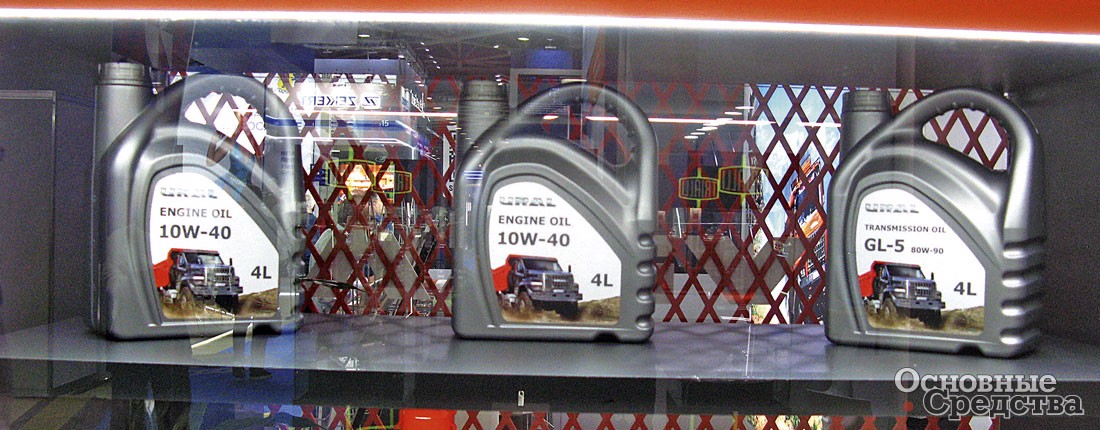 URAL
ENGINE OIL
10W-40
4L
URAL
ENGINE OIL
10W-40
4L
URAL
TRANSMISSION OIL
GL-5 80W-90
4L
Основные
Средства